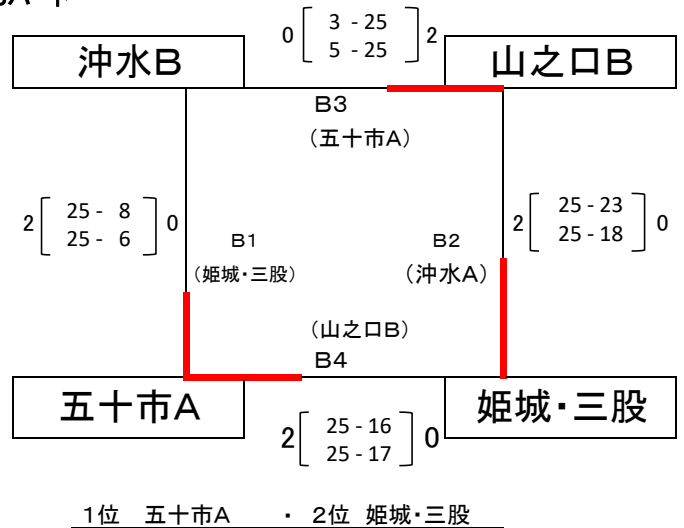 0 [ 3 - 25 ] 2
5 - 25
沖水B
山之口B
B3
（五十市A）
2 [ 25 - 8 ] 0
25 - 6
B1
（姫城・三股）
B2
（沖水A）
2 [ 25 - 23 ] 0
25 - 18
（山之口B）
B4
五十市A
姫城・三股
2 [ 25 - 16 ] 0
25 - 17
1位 五十市A ・ 2位 姫城・三股